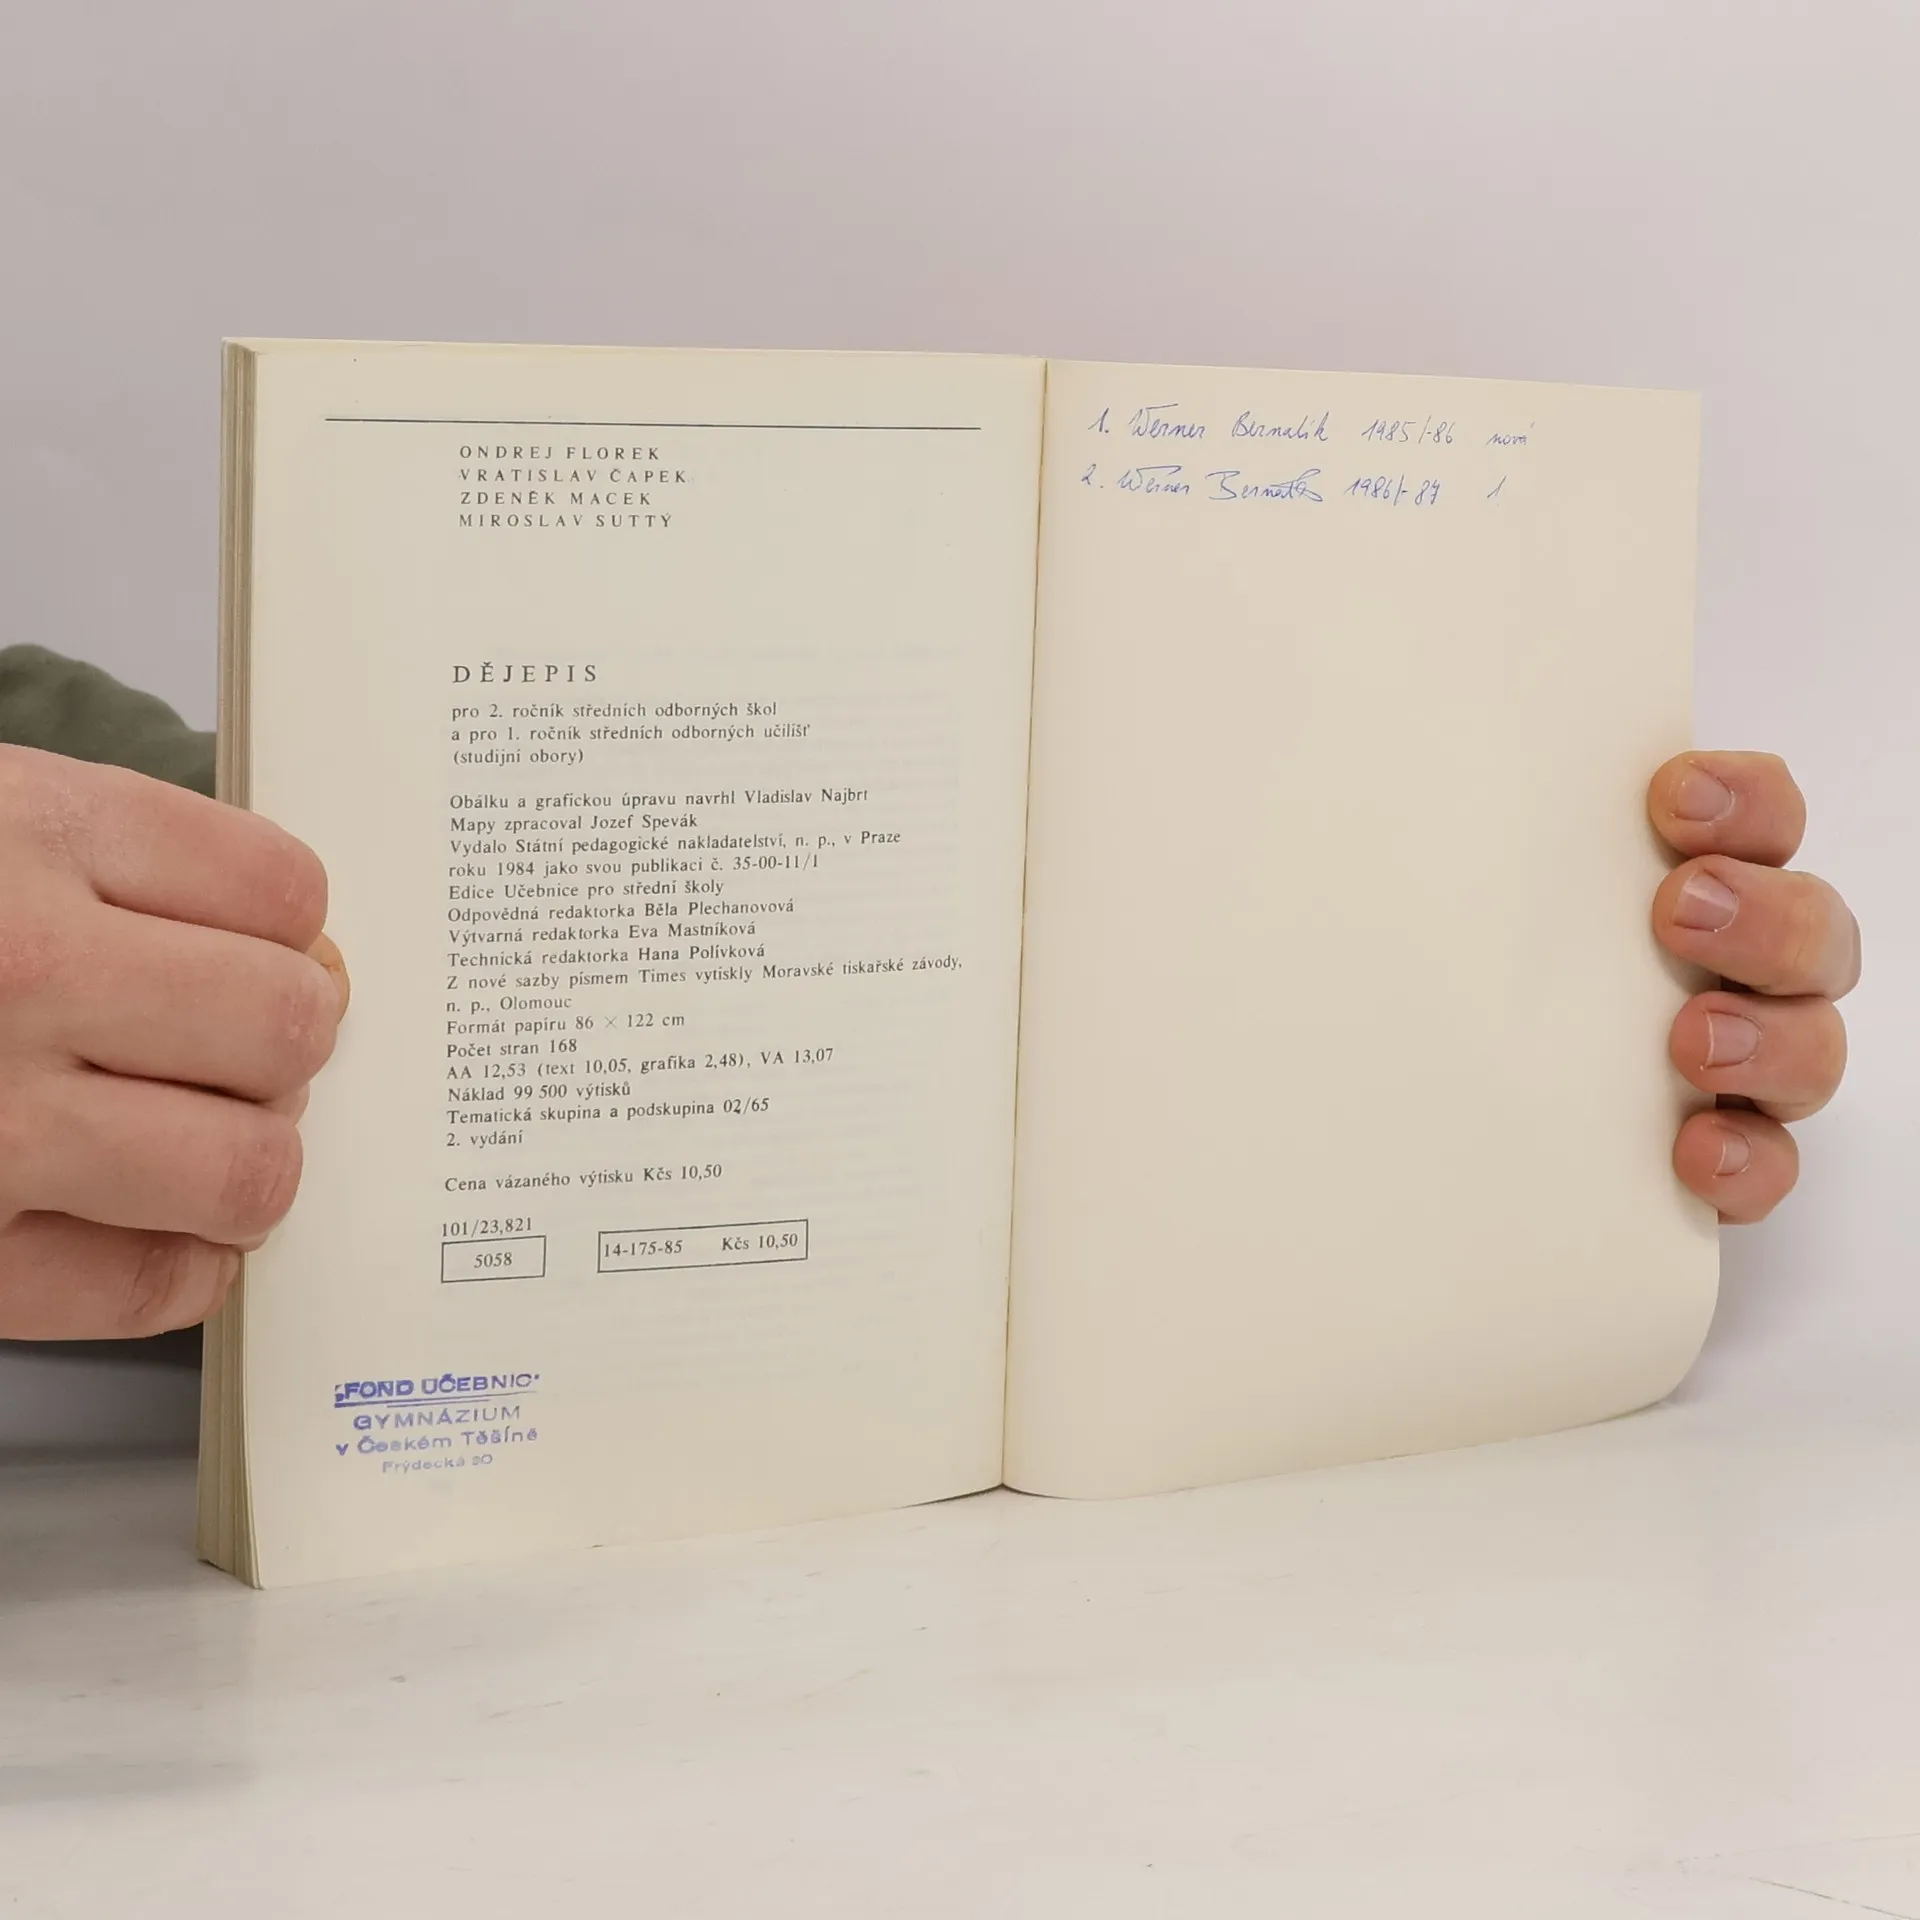 ONDREJ FLOREK
VRATISLAV ČAPEK
ZDENĚK MACEK
MIROSLAV SUTTÝ
DĚJEPIS
pro 2. ročník středních odborných škol
a pro 1. ročník středních odborných učilišť
(studijní obory)
Obálku a grafickou úpravu navrhl Vladislav Najbrt
Mapy zpracoval Jozef Spevák
Vydalo Státní pedagogické nakladatelství, n. p., v Praze
roku 1984 jako svou publikaci č. 35-00-11/1
Edice Učebnice pro střední školy
Odpovědná redaktorka Běla Plechanovová
Výtvarná redaktorka Eva Mastníková
Technická redaktorka Hana Polívková
Z nové sazby písmem Times vytiskly Moravské tiskařské závody,
n. p., Olomouc
Formát papíru 86 × 122 cm
Počet stran 168
AA 12,53 (text 10,05, grafika 2,48), VA 13,07
Náklad 99 500 výtisků
Tematická skupina a podskupina 02/65
2. vydání
Cena vázaného výtisku Kčs 10,50
101/23,821
5058
14-175-85 Kčs 10,50
FOND UČEBNIC
GYMNÁZIUM
v Českém Těšíně
Frýdecká 30
1. Werner Bernatík 1985/-86 nová
2. Werner 1986/-87 1